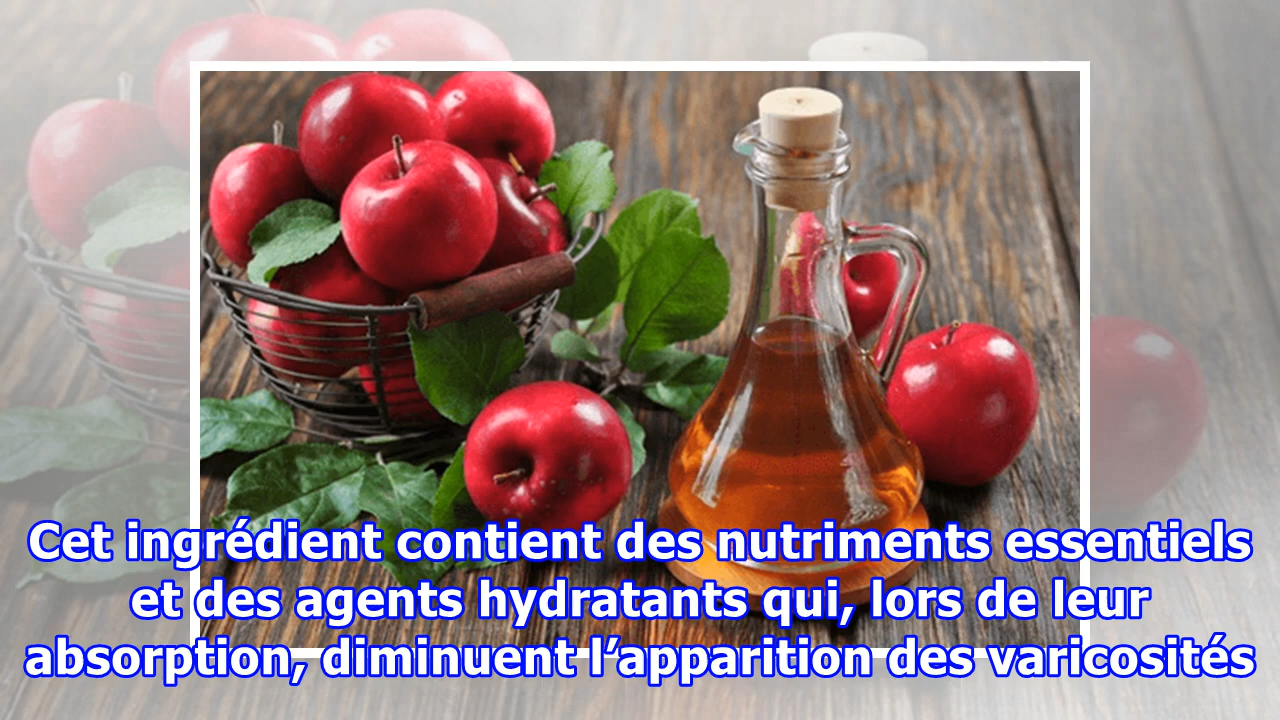 Cet ingrédient contient des nutriments essentiels
et des agents hydratants qui, lors de leur
absorption, diminuent l’apparition des varicosités